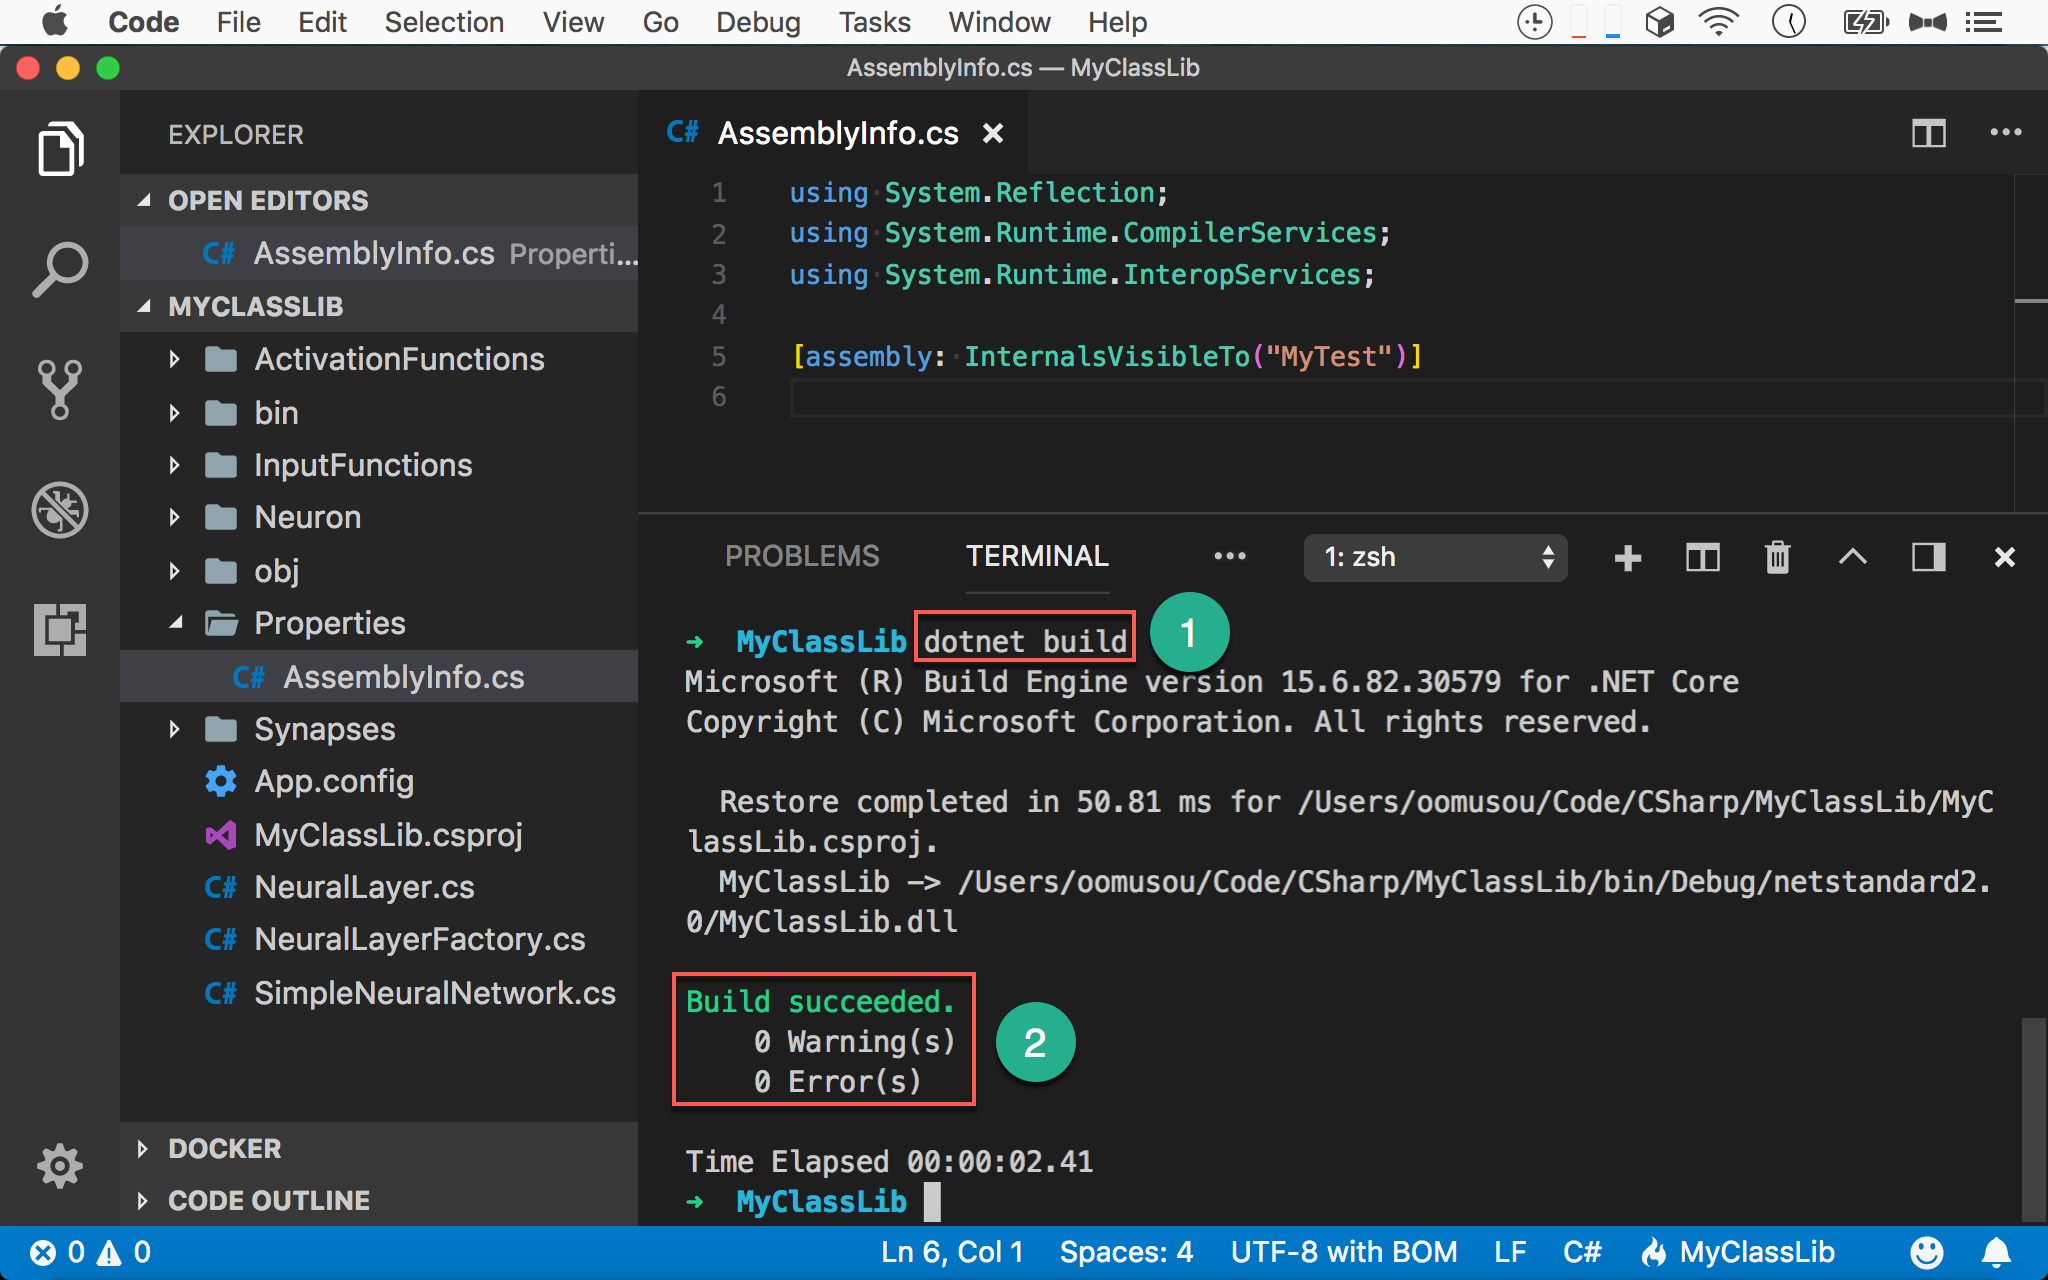 Code File Edit Selection View Go Debug Tasks Window Help
AssemblyInfo.cs — MyClassLib
EXPLORER
OPEN EDITORS
C# AssemblyInfo.cs Properti...
MYCLASSLIB
ActivationFunctions
bin
InputFunctions
Neuron
obj
Properties
C# AssemblyInfo.cs
Synapses
App.config
MyClassLib.csproj
C# NeuralLayer.cs
C# NeuralLayerFactory.cs
C# SimpleNeuralNetwork.cs
DOCKER
CODE OUTLINE
C# AssemblyInfo.cs
1 using System.Reflection;
2 using System.Runtime.CompilerServices;
3 using System.Runtime.InteropServices;
4
5 [assembly: InternalsVisibleTo("MyTest")]
6
PROBLEMS TERMINAL ... 1: zsh
➜ MyClassLib dotnet build
1
Microsoft (R) Build Engine version 15.6.82.30579 for .NET Core
Copyright (C) Microsoft Corporation. All rights reserved.
Restore completed in 50.81 ms for /Users/oomusou/Code/CSharp/MyClassLib/MyC
lassLib.csproj.
MyClassLib -> /Users/oomusou/Code/CSharp/MyClassLib/bin/Debug/netstandard2.
0/MyClassLib.dll
Build succeeded.
0 Warning(s)
0 Error(s)
2
Time Elapsed 00:00:02.41
➜ MyClassLib
0 0 Ln 6, Col 1 Spaces: 4 UTF-8 with BOM LF C# MyClassLib